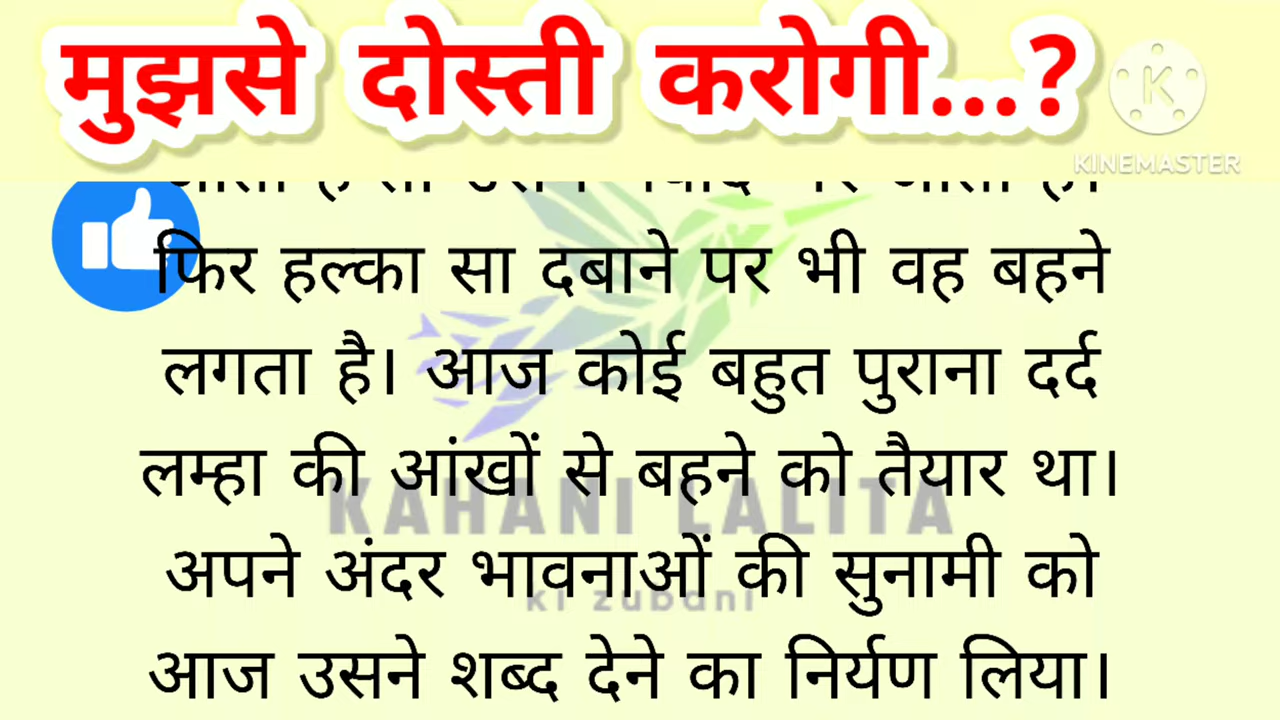 मुझसे दोस्ती करोगी...?
K
KINEMASTER
फिर हल्का सा दबाने पर भी वह बहने
लगता है। आज कोई बहुत पुराना दर्द
लम्हा की आंखों से बहने को तैयार था।
KAHANI LALITA
अपने अंदर भावनाओं की सुनामी को
ki zubani
आज उसने शब्द देने का निर्यण लिया।